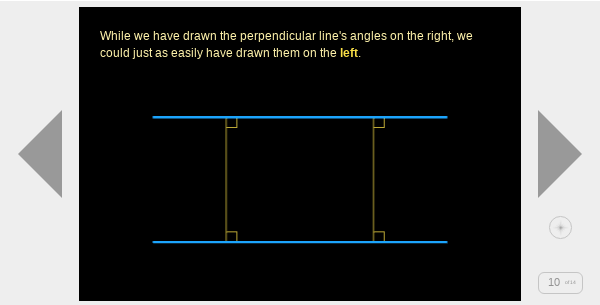 While we have drawn the perpendicular line's angles on the right, we
could just as easily have drawn them on the left.
10